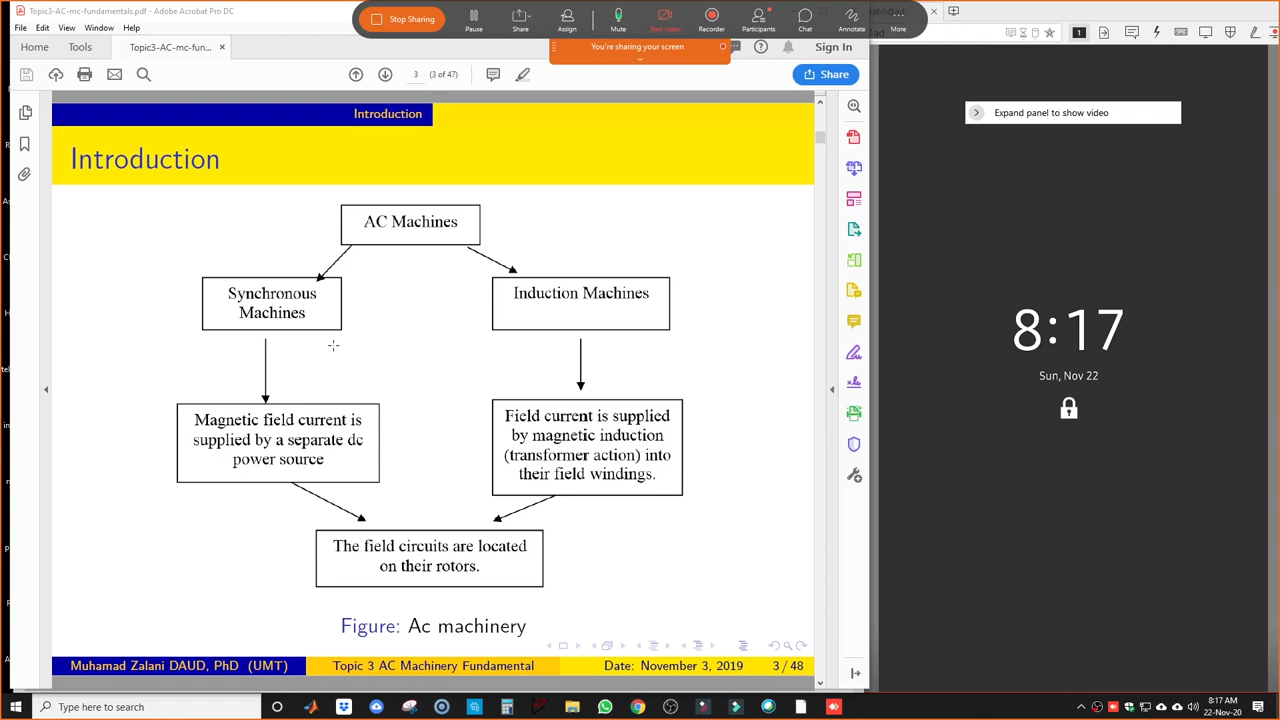 Topic3-AC-mc-fundamentals.pdf - Adobe Acrobat Pro DC
Stop Sharing
Pause
Share
Assign
Mute
Start video
Recorder
Participants
Chat
Annotate
More
You're sharing your screen
File Edit View Window
Home Tools Topic3-AC-mc-fun... × Sign In
3 (3 of 47)
Share
Introduction
Introduction
AC Machines
Synchronous
Machines
Induction Machines
Magnetic field current is
supplied by a separate dc
power source
Field current is supplied
by magnetic induction
(transformer action) into
their field windings.
The field circuits are located
on their rotors.
Figure: Ac machinery
Muhamad Zalani DAUD, PhD (UMT) Topic 3 AC Machinery Fundamental Date: November 3, 2019 3 / 48
1
Expand panel to show video
8:17
Sun, Nov 22
Type here to search
8:17 AM
22-Nov-20